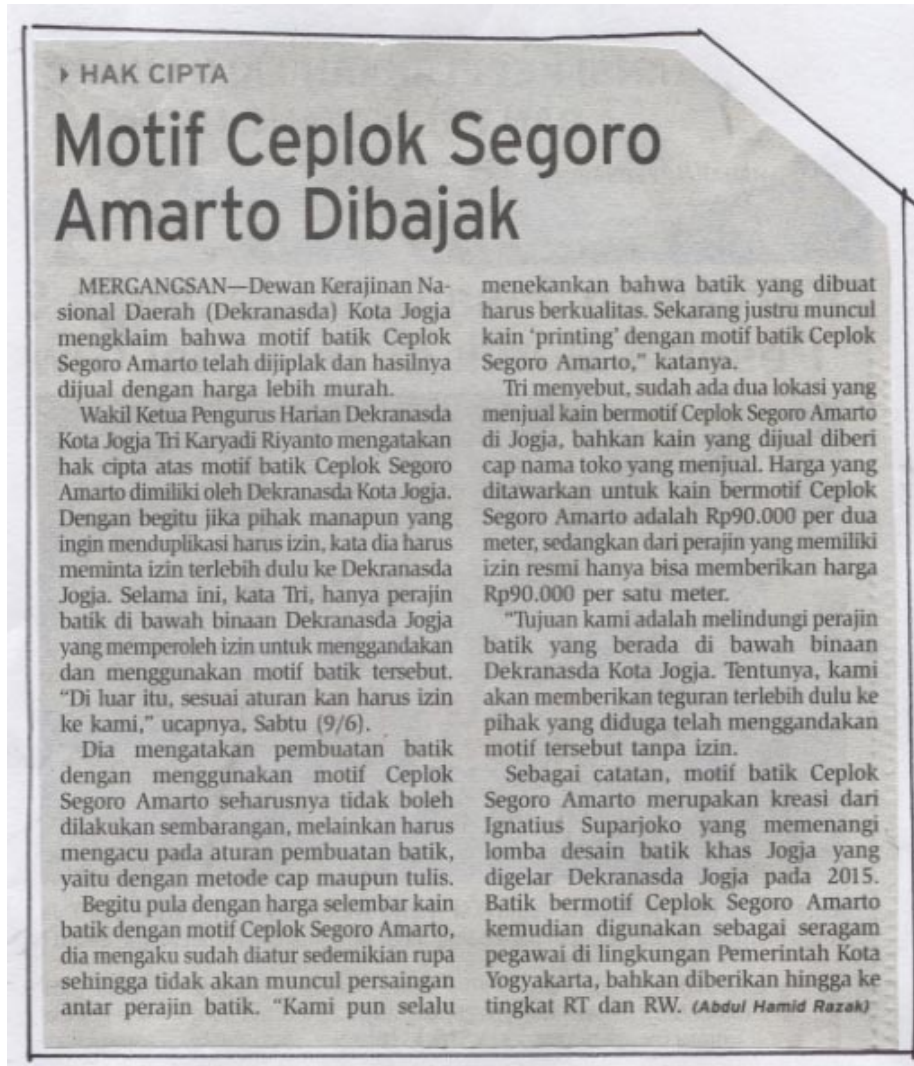 HAK CIPTA
Motif Ceplok Segoro
Amarto Dibajak
MERGANGSAN—Dewan Kerajinan Na-
sional Daerah (Dekranasda) Kota Jogja
mengklaim bahwa motif batik Ceplok
Segoro Amarto telah dijiplak dan hasilnya
dijual dengan harga lebih murah.
Wakil Ketua Pengurus Harian Dekranasda
Kota Jogja Tri Karyadi Riyanto mengatakan
hak cipta atas motif batik Ceplok Segoro
Amarto dimiliki oleh Dekranasda Kota Jogja.
Dengan begitu jika pihak manapun yang
ingin menduplikasi harus izin, kata dia harus
meminta izin terlebih dulu ke Dekranasda
Jogja. Selama ini, kata Tri, hanya perajin
batik di bawah binaan Dekranasda Jogja
yang memperoleh izin untuk menggandakan
dan menggunakan motif batik tersebut.
“Di luar itu, sesuai aturan kan harus izin
ke kami,” ucapnya, Sabtu (9/6).
Dia mengatakan pembuatan batik
dengan menggunakan motif Ceplok
Segoro Amarto seharusnya tidak boleh
dilakukan sembarangan, melainkan harus
mengacu pada aturan pembuatan batik,
yaitu dengan metode cap maupun tulis.
Begitu pula dengan harga selembar kain
batik dengan motif Ceplok Segoro Amarto,
dia mengaku sudah diatur sedemikian rupa
sehingga tidak akan muncul persaingan
antar perajin batik. “Kami pun selalu
menekankan bahwa batik yang dibuat
harus berkualitas. Sekarang justru muncul
kain ‘printing’ dengan motif batik Ceplok
Segoro Amarto,” katanya.
Tri menyebut, sudah ada dua lokasi yang
menjual kain bermotif Ceplok Segoro Amarto
di Jogja, bahkan kain yang dijual diberi
cap nama toko yang menjual. Harga yang
ditawarkan untuk kain bermotif Ceplok
Segoro Amarto adalah Rp90.000 per dua
meter, sedangkan dari perajin yang memiliki
izin resmi hanya bisa memberikan harga
Rp90.000 per satu meter.
“Tujuan kami adalah melindungi perajin
batik yang berada di bawah binaan
Dekranasda Kota Jogja. Tentunya, kami
akan memberikan teguran terlebih dulu ke
pihak yang diduga telah menggandakan
motif tersebut tanpa izin.
Sebagai catatan, motif batik Ceplok
Segoro Amarto merupakan kreasi dari
Ignatius Suparjoko yang memenangi
lomba desain batik khas Jogja yang
digelar Dekranasda Jogja pada 2015.
Batik bermotif Ceplok Segoro Amarto
kemudian digunakan sebagai seragam
pegawai di lingkungan Pemerintah Kota
Yogyakarta, bahkan diberikan hingga ke
tingkat RT dan RW. (Abdul Hamid Razak)